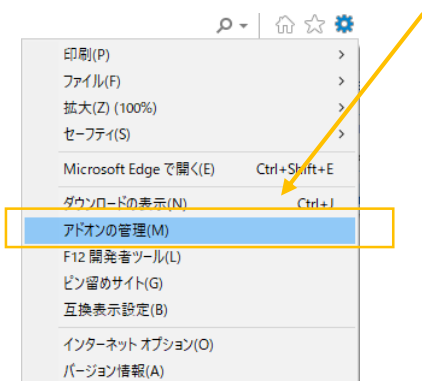 印刷(P)
ファイル(F)
拡大(Z) (100%)
セーフティ(S)
Microsoft Edge で開く(E) Ctrl+Shift+E
ダウンロードの表示(N) Ctrl+J
アドオンの管理(M)
F12 開発者ツール(L)
ピン留めサイト(G)
互換表示設定(B)
インターネット オプション(O)
バージョン情報(A)